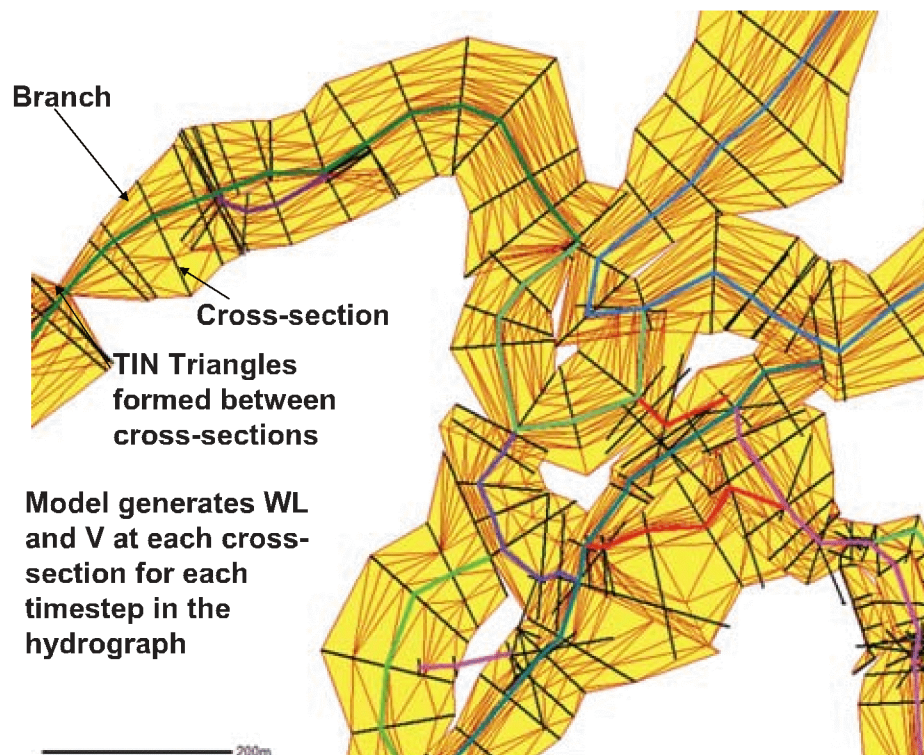 Branch
Cross-section
TIN Triangles
formed between
cross-sections
Model generates WL
and V at each cross-
section for each
timestep in the
hydrograph
200m